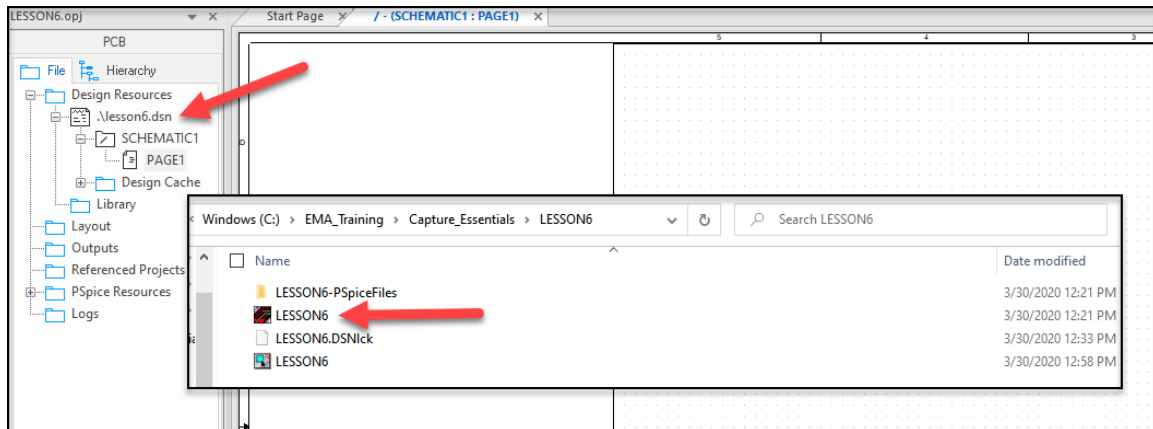 LESSON6.opj
Start Page
/ - (SCHEMATIC1 : PAGE1)
PCB
File
Hierarchy
5
4
3
Design Resources
.\lesson6.dsn
SCHEMATIC1
D
PAGE1
Design Cache
Library
Layout
Outputs
Referenced Projects
PSpice Resources
Logs
Windows (C:) › EMA_Training › Capture_Essentials › LESSON6
Search LESSON6
Name
Date modified
LESSON6-PSpiceFiles
3/30/2020 12:21 PM
LESSON6
3/30/2020 12:21 PM
LESSON6.DSNlck
3/30/2020 12:33 PM
LESSON6
3/30/2020 12:58 PM